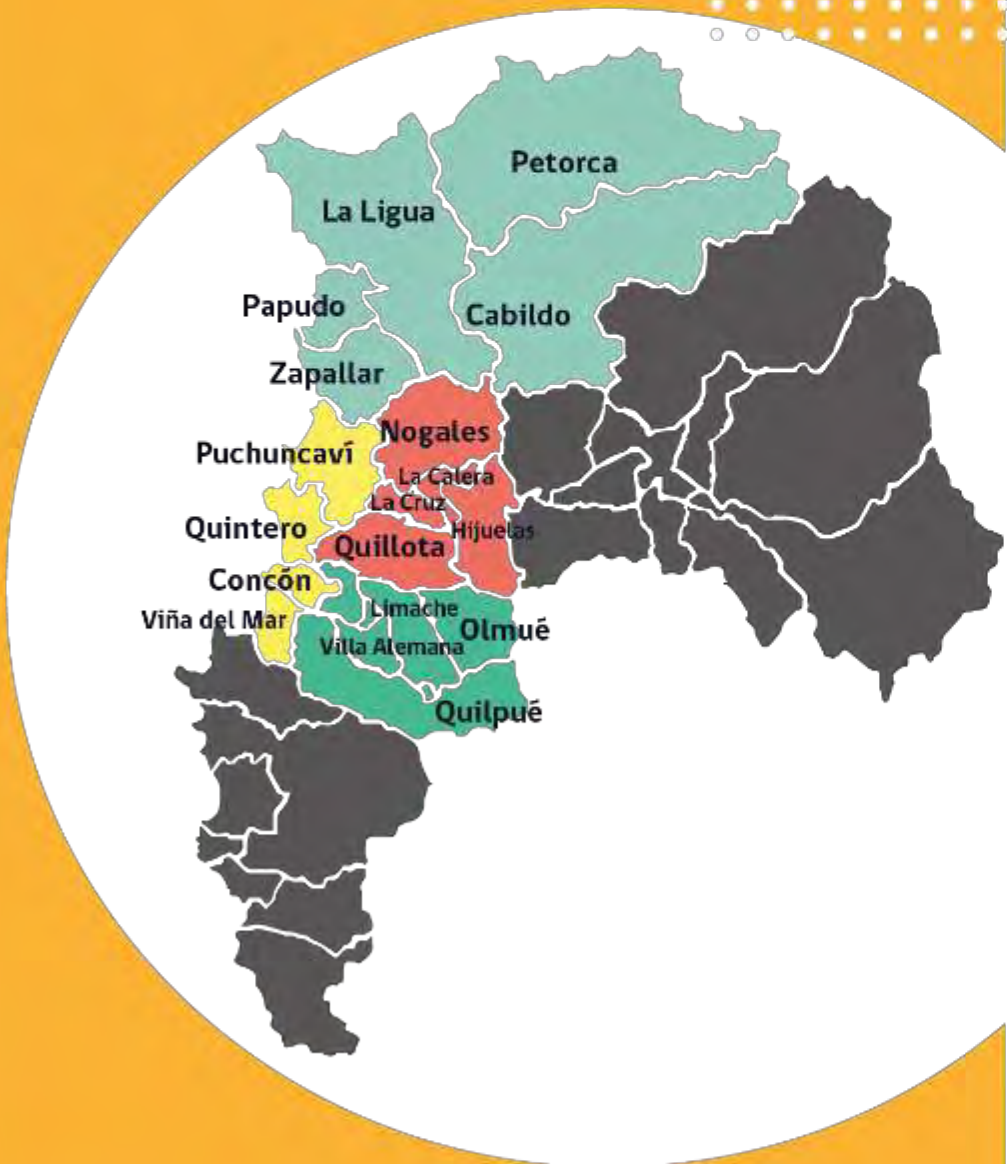 Petorca
La Ligua
Papudo
Cabildo
Zapallar
Nogales
Puchuncaví
La Calera
La Cruz
Quintero
Hijuelas
Quillota
Concón
Limache
Viña del Mar
Olmué
Villa Alemana
Quilpué